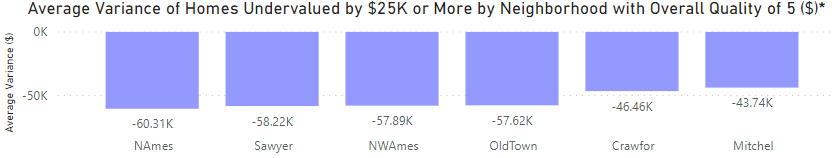 Average Variance of Homes Undervalued by $25K or More by Neighborhood with Overall Quality of 5 ($)*
Average Variance ($)
0K
-50K
-60.31K
-58.22K
-57.89K
-57.62K
-46.46K
-43.74K
NAmes
Sawyer
NWAmes
OldTown
Crawfor
Mitchel